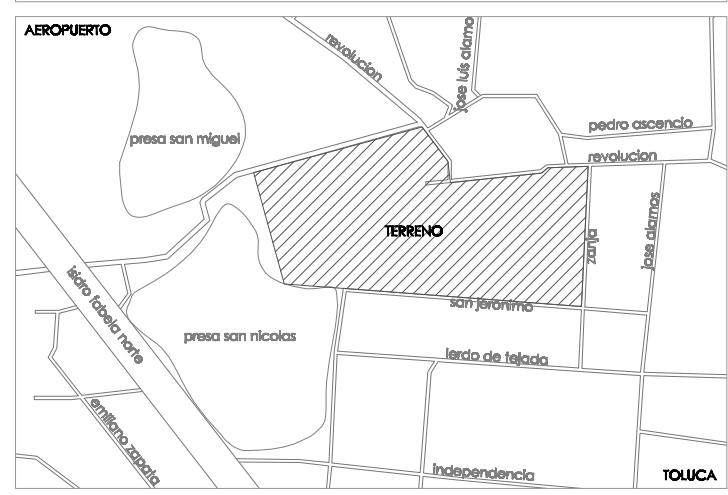 AEROPUERTO
revolucion
jose luis alamo
presa san miguel
pedro ascencio
revolucion
TERRENO
zanja
jose alamos
isidro fabela norte
san jeronimo
presa san nicolas
lerdo de tejada
emiliano zapata
independencia
TOLUCA